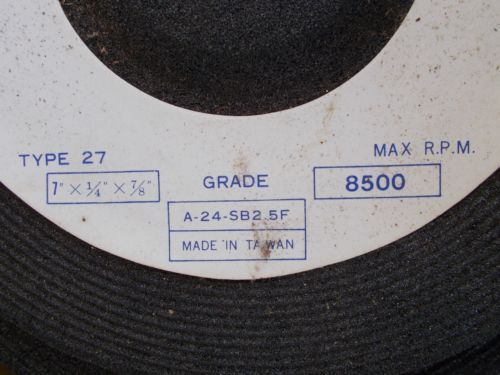 TYPE 27
7" × 1/4" × 7/8"
GRADE
A-24-SB2.5F
MADE IN TAIWAN
MAX R.P.M.
8500